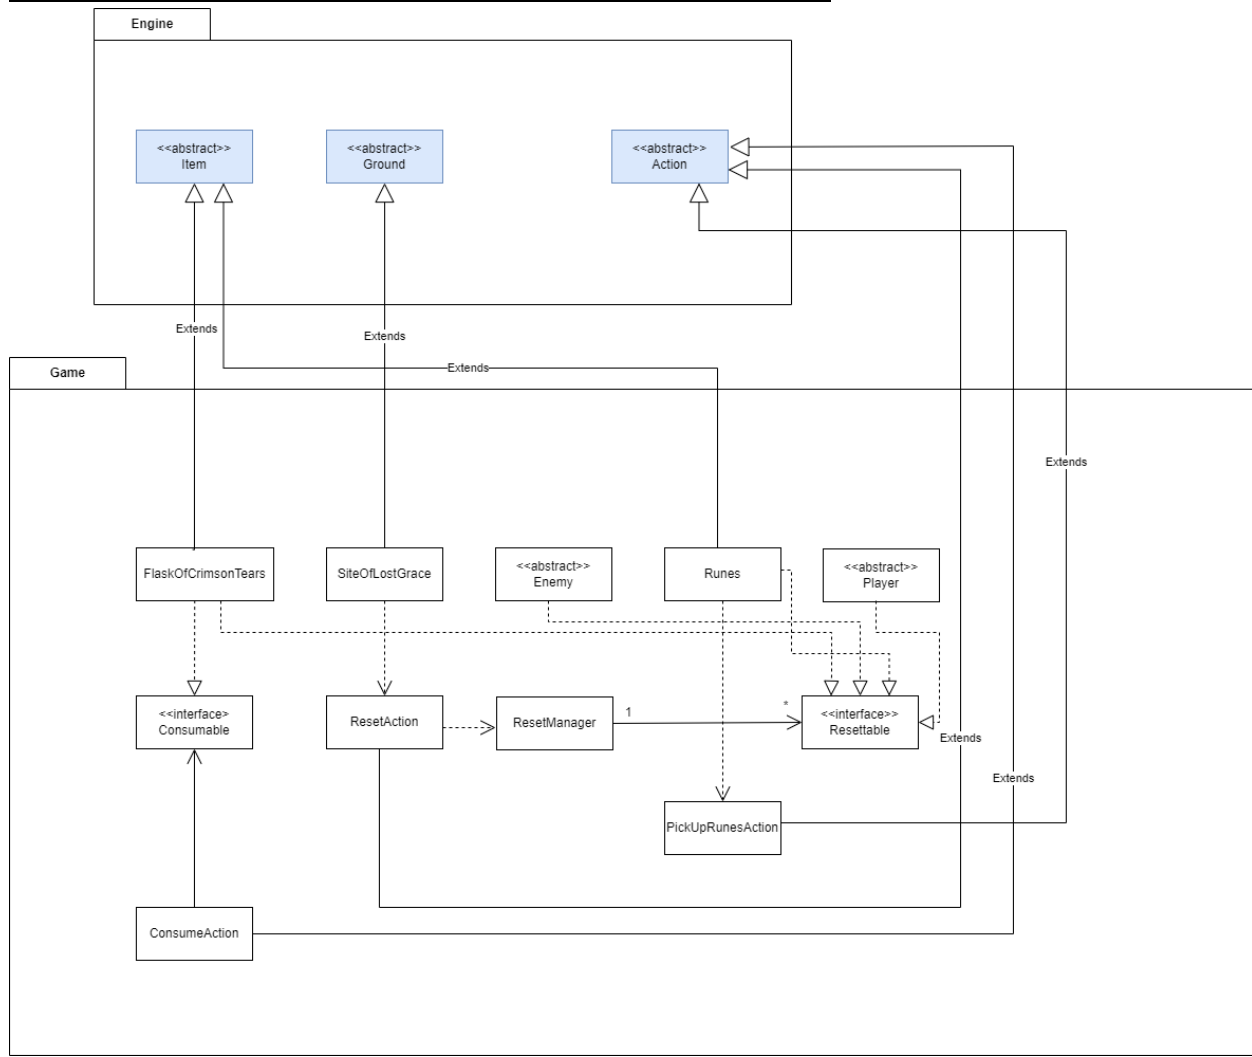 Engine
<<abstract>>
Item
<<abstract>>
Ground
<<abstract>>
Action
Extends
Extends
Extends
Game
Extends
FlaskOfCrimsonTears
SiteOfLostGrace
<<abstract>>
Enemy
Runes
<<abstract>>
Player
<<interface>
Consumable
ResetAction
ResetManager
1
*
<<interface>>
Resettable
Extends
Extends
PickUpRunesAction
ConsumeAction